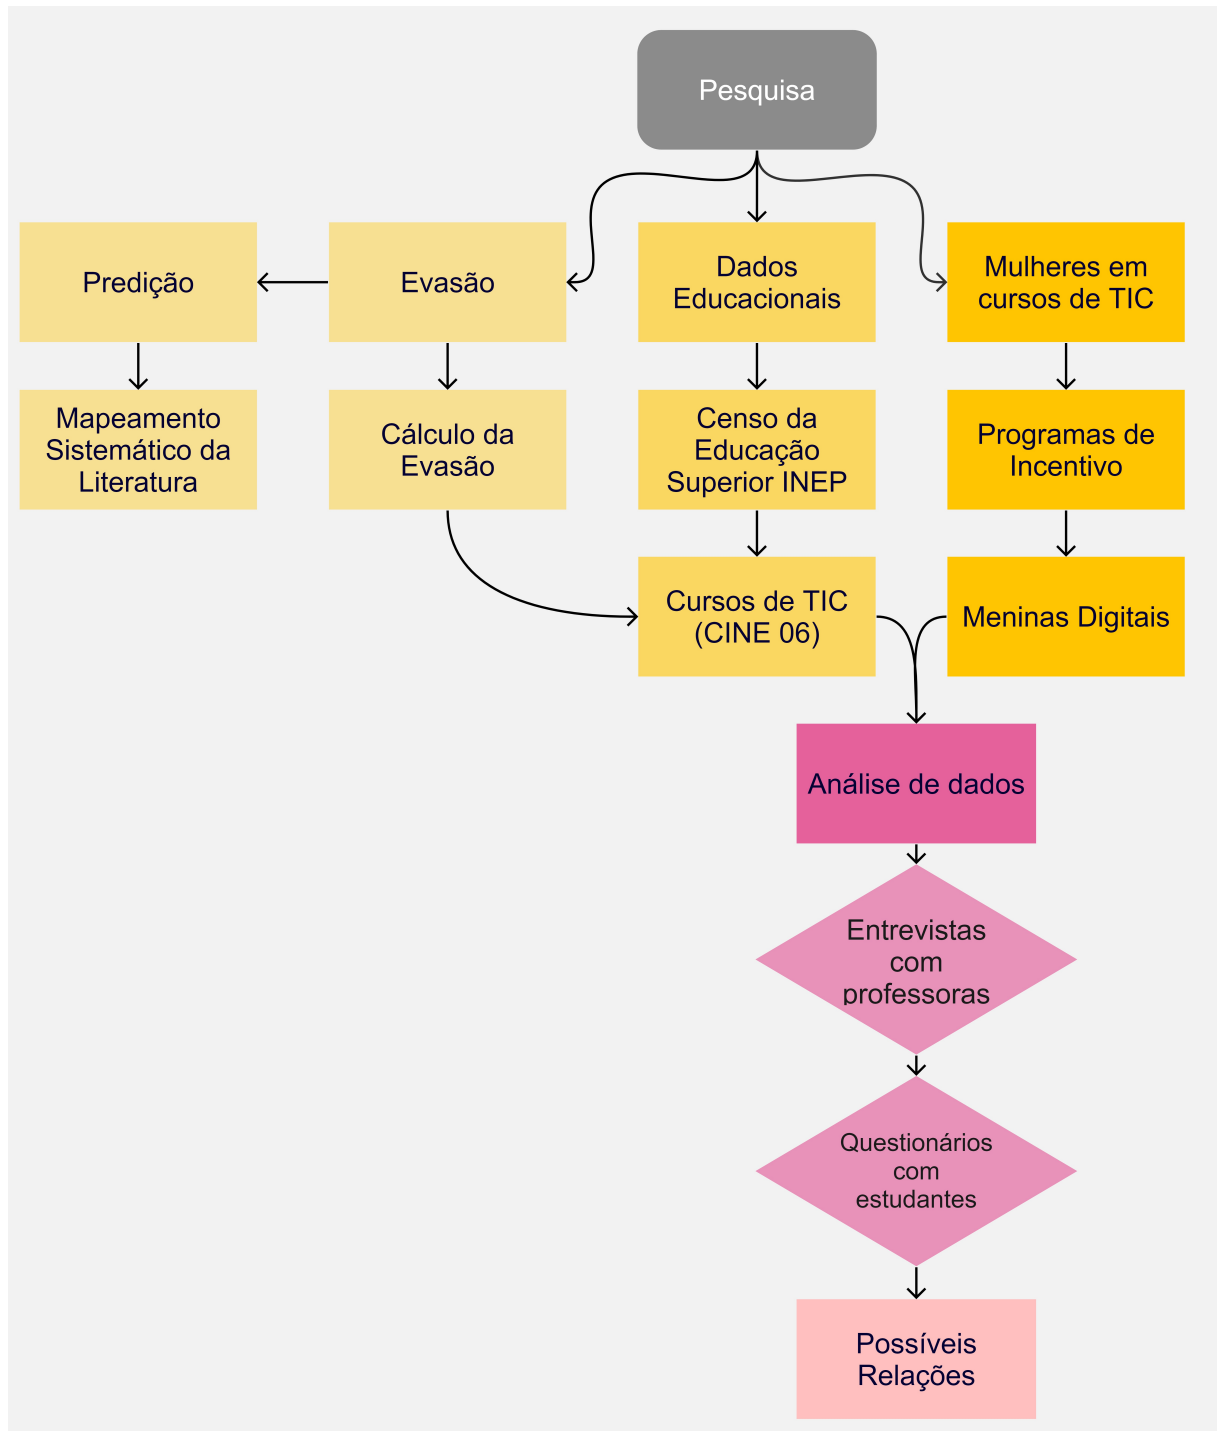 Pesquisa
Predição
Evasão
Dados
Educacionais
Mulheres em
cursos de TIC
Mapeamento
Sistemático da
Literatura
Cálculo da
Evasão
Censo da
Educação
Superior INEP
Programas de
Incentivo
Cursos de TIC
(CINE 06)
Meninas Digitais
Análise de dados
Entrevistas
com
professoras
Questionários
com
estudantes
Possíveis
Relações